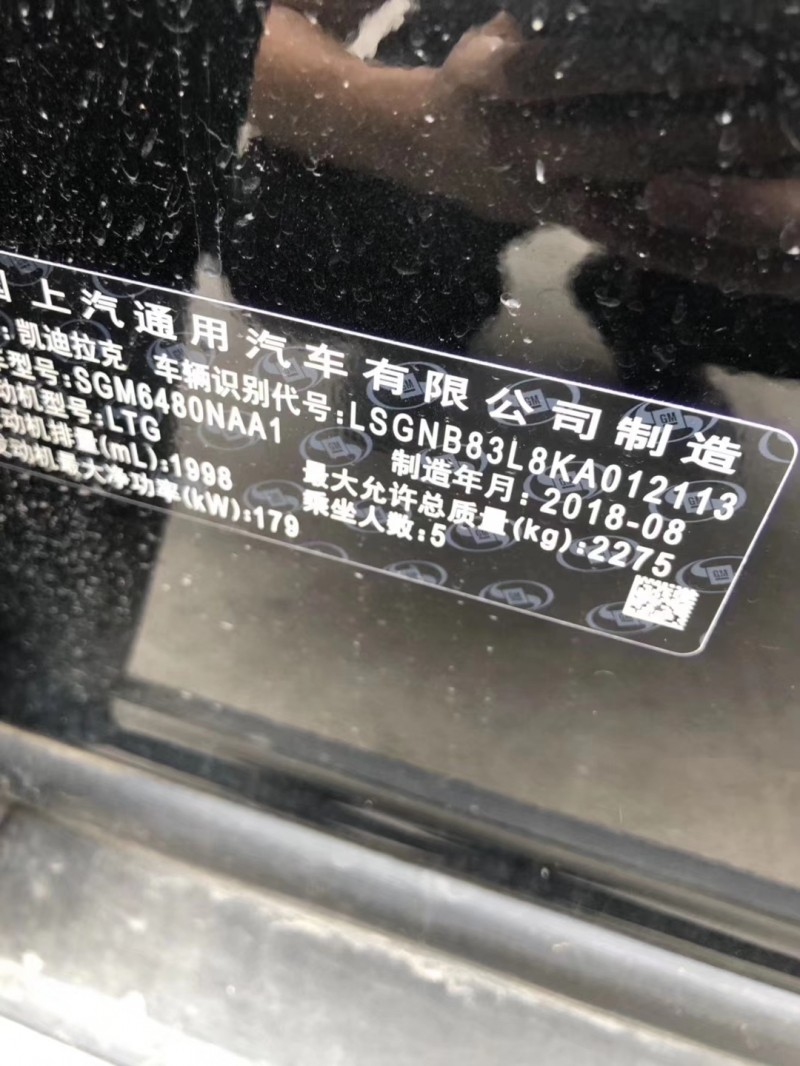 上汽通用汽车有限公司制造
:凯迪拉克 车辆识别代号:LSGNB83L8KA012113
型号:SGM6480NAA1 制造年月:2018-08
动机型号:LTG 最大允许总质量(kg):2275
动机排量(mL):1998 乘坐人数:5
发动机最大净功率(kW):179
GM